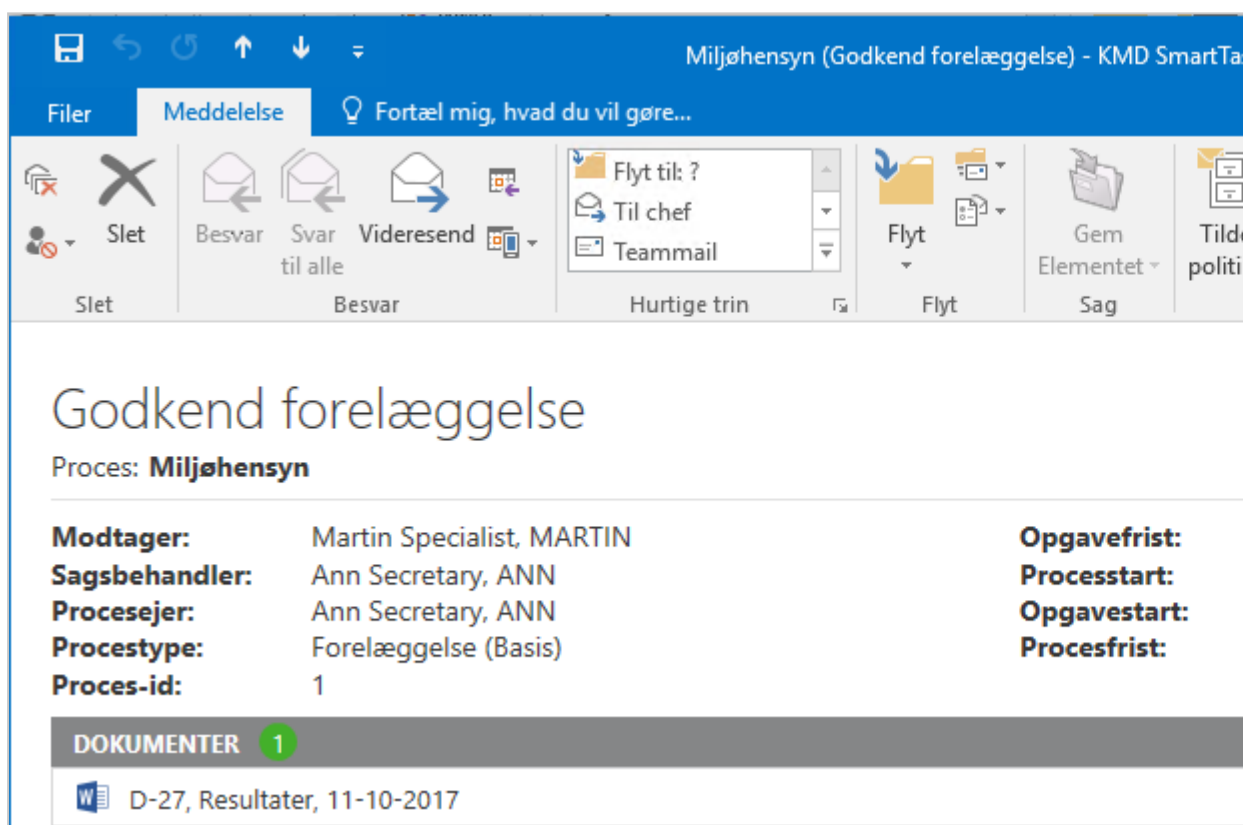 Miljøhensyn (Godkend forelæggelse) - KMD SmartTa
Filer Meddelelse Fortæl mig, hvad du vil gøre...
Slet
Besvar
Svar
til alle
Videresend
Flyt til: ?
Til chef
Teammail
Flyt
Gem
Elementet
Tild
politi
Slet Besvar Hurtige trin Flyt Sag
Godkend forelæggelse
Proces: Miljøhensyn
Modtager: Martin Specialist, MARTIN Opgavefrist:
Sagsbehandler: Ann Secretary, ANN Processtart:
Procesejer: Ann Secretary, ANN Opgavestart:
Procestype: Forelæggelse (Basis) Procesfrist:
Proces-id: 1
DOKUMENTER 1
D-27, Resultater, 11-10-2017